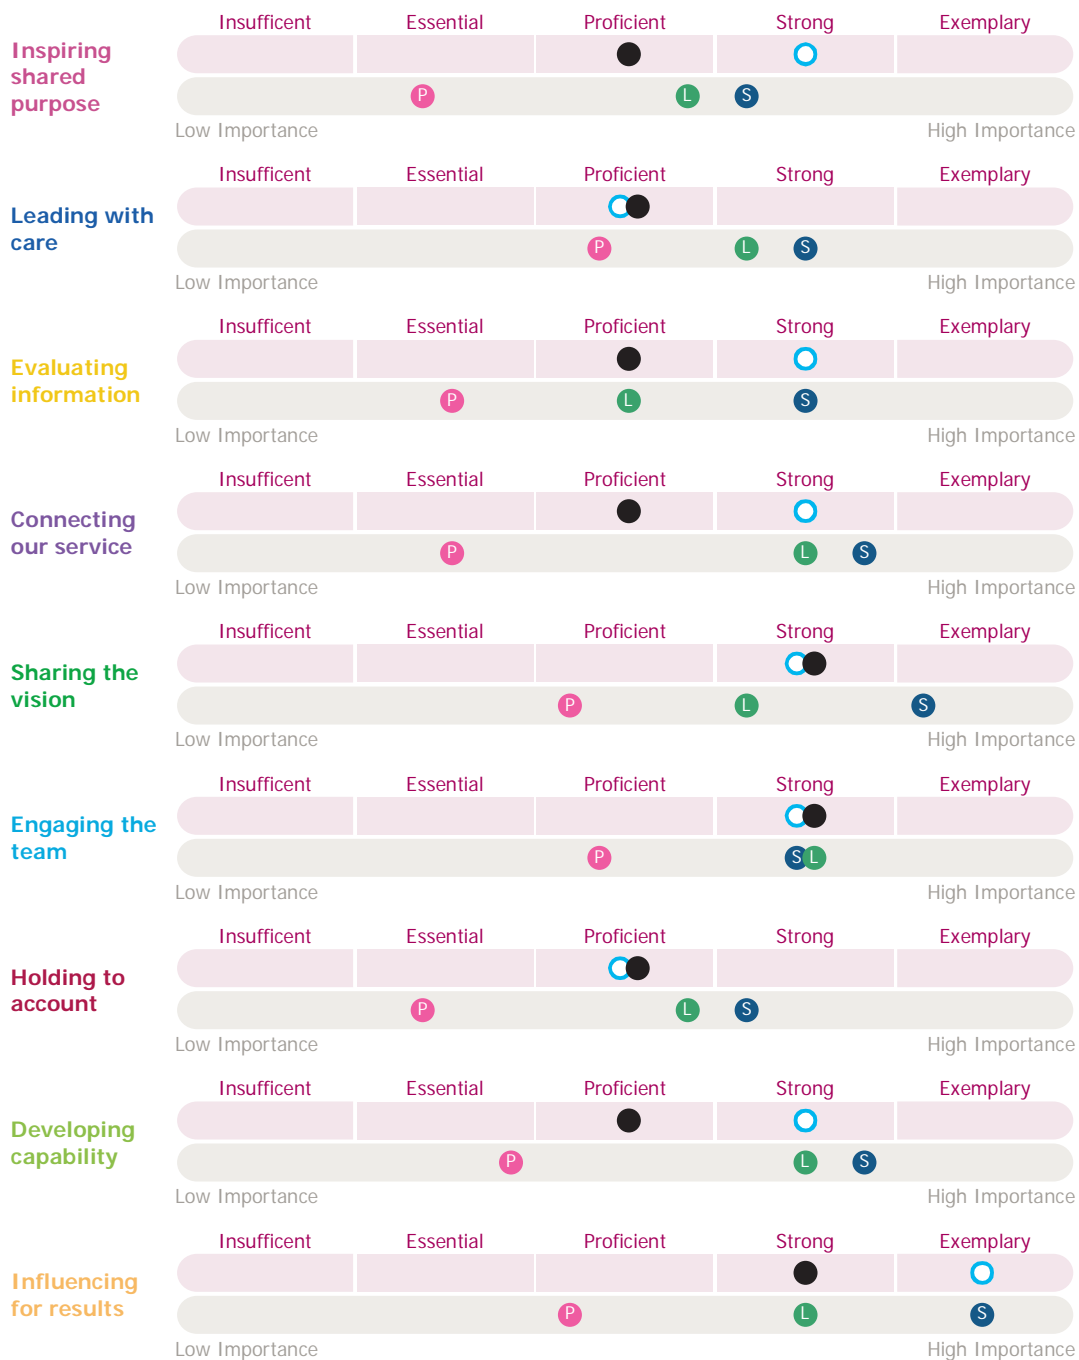 Insufficent Essential Proficient Strong Exemplary
Inspiring
shared
purpose
P L S
Low Importance High Importance
Insufficent Essential Proficient Strong Exemplary
Leading with
care
P L S
Low Importance High Importance
Insufficent Essential Proficient Strong Exemplary
Evaluating
information
P L S
Low Importance High Importance
Insufficent Essential Proficient Strong Exemplary
Connecting
our service
P L S
Low Importance High Importance
Insufficent Essential Proficient Strong Exemplary
Sharing the
vision
P L S
Low Importance High Importance
Insufficent Essential Proficient Strong Exemplary
Engaging the
team
P S L
Low Importance High Importance
Insufficent Essential Proficient Strong Exemplary
Holding to
account
P L S
Low Importance High Importance
Insufficent Essential Proficient Strong Exemplary
Developing
capability
P L S
Low Importance High Importance
Insufficent Essential Proficient Strong Exemplary
Influencing
for results
P L S
Low Importance High Importance